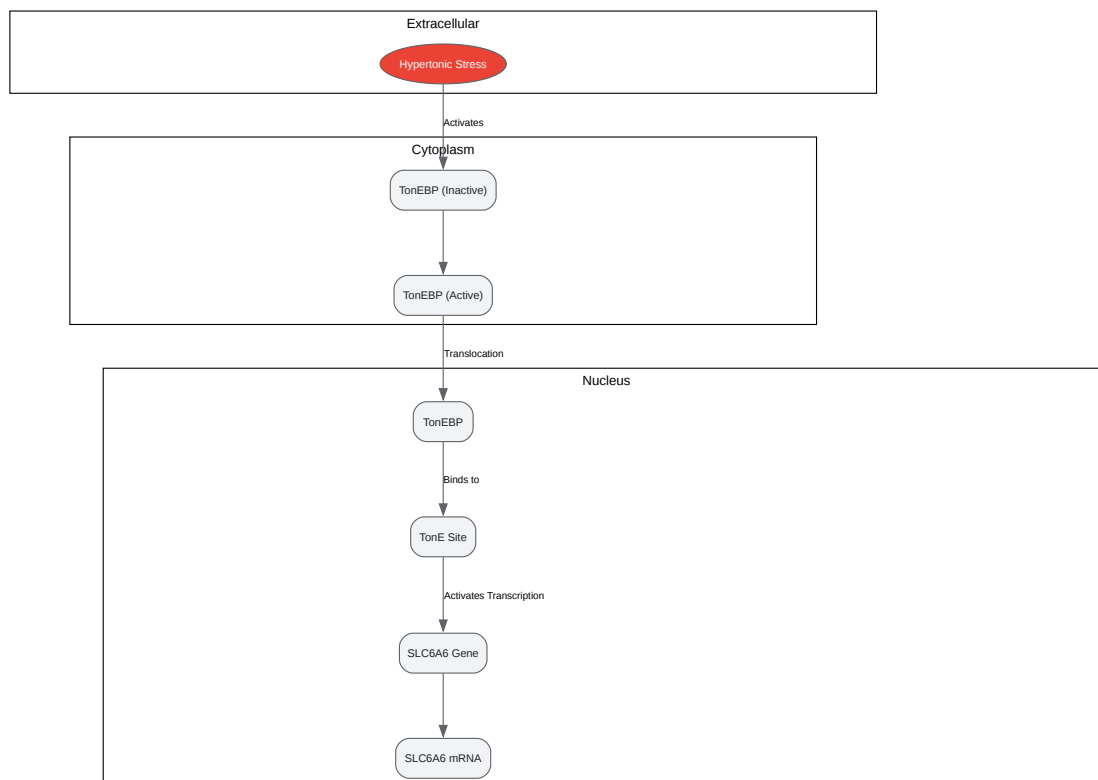 Extracellular
Hypertonic Stress
Activates
Cytoplasm
TonEBP (Inactive)
TonEBP (Active)
Translocation
Nucleus
TonEBP
Binds to
TonE Site
Activates Transcription
SLC6A6 Gene
SLC6A6 mRNA